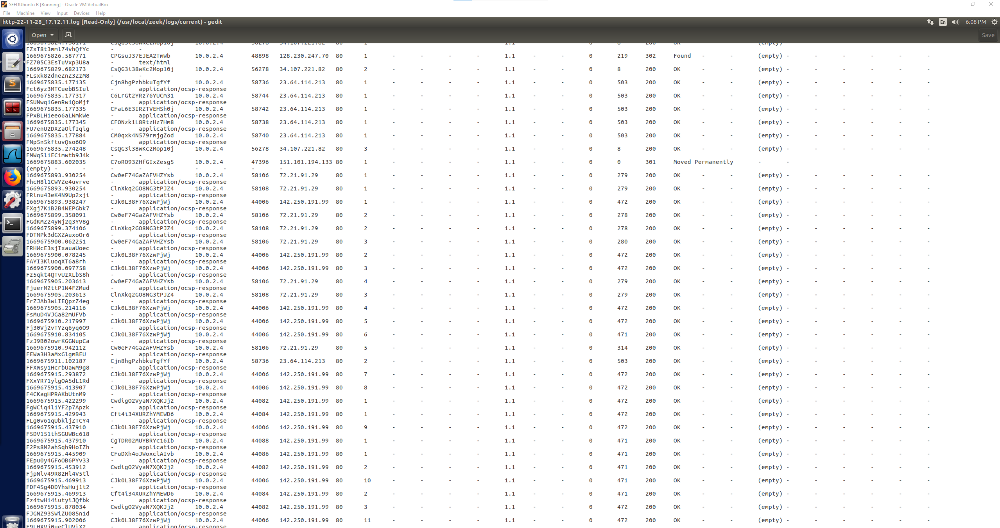 SEEDUbuntu B [Running] - Oracle VM VirtualBox
File Machine View Input Devices Help
http-22-11-28_17.12.11.log [Read-Only] (/usr/local/zeek/logs/current) - gedit En 6:08 PM
Open Save
FZxT8t3mml74vhQfYc - -
1669675826.587771 CPGsuJ37EJEA2TmWb 10.0.2.4 48898 128.230.247.70 80 1 - - - - 1.1 - - 0 219 302 Found - - (empty) - - - - - -
FZ705C3EsTuVxp3U8a - text/html
1669675829.682173 CsQG3i38wKc2Mop10j 10.0.2.4 56278 34.107.221.82 80 2 - - - - 1.1 - - 0 8 200 OK - - (empty) - - - - - -
FLsxk82dneZnZ3ZzM8 - -
1669675835.177135 Cjn8hgPzhbkuTgfYf 10.0.2.4 58736 23.64.114.213 80 1 - - - - 1.1 - - 0 503 200 OK - - (empty) - - - - - -
Fct6yz3MTCuebBSIul - application/ocsp-response
1669675835.177317 C6LrGt2YRz76YUCm31 10.0.2.4 58744 23.64.114.213 80 1 - - - - 1.1 - - 0 503 200 OK - - (empty) - - - - - -
FSUNwq1GenRw1QoMjf - application/ocsp-response
1669675835.177335 CFaL6E3IRZTVEHSh0j 10.0.2.4 58742 23.64.114.213 80 1 - - - - 1.1 - - 0 503 200 OK - - (empty) - - - - - -
FPxBLH1eeo6aLWmkWe - application/ocsp-response
1669675835.177345 CFONzk1L8RtzHz7Hm8 10.0.2.4 58738 23.64.114.213 80 1 - - - - 1.1 - - 0 503 200 OK - - (empty) - - - - - -
FU7enU2DXZaOifIqig - application/ocsp-response
1669675835.177884 CM0qxk4N579rmjgZod 10.0.2.4 58740 23.64.114.213 80 1 - - - - 1.1 - - 0 503 200 OK - - (empty) - - - - - -
FNp5n5kftuvQso6O9 - application/ocsp-response
1669675835.274248 CsQG3i38wKc2Mop10j 10.0.2.4 56278 34.107.221.82 80 3 - - - - 1.1 - - 0 8 200 OK - - (empty) - - - - - -
FMWqSl1EC1mwtb9J4k - -
1669675883.602035 C7oRO93ZHfGIxZesg5 10.0.2.4 47396 151.101.194.133 80 1 - - - - 1.1 - - 0 0 301 Moved Permanently - -
(empty) - - - - - - - - -
1669675893.930254 Cw0eF74GaZAFVHZYsb 10.0.2.4 58106 72.21.91.29 80 1 - - - - 1.1 - - 0 279 200 OK - - (empty) - - - - - -
FhcH8l1CWYZe4uvrve - application/ocsp-response
1669675893.930254 ClnXkq2GO8NG3tPJZ4 10.0.2.4 58108 72.21.91.29 80 1 - - - - 1.1 - - 0 279 200 OK - - (empty) - - - - - -
FRlnu43eK4N9Up2xji - application/ocsp-response
1669675893.938247 CJk0L38F76XzwPjWj 10.0.2.4 44006 142.250.191.99 80 1 - - - - 1.1 - - 0 472 200 OK - - (empty) - - - - - -
FXgj7K1B2B4WEPGbk7 - application/ocsp-response
1669675899.358091 Cw0eF74GaZAFVHZYsb 10.0.2.4 58106 72.21.91.29 80 2 - - - - 1.1 - - 0 278 200 OK - - (empty) - - - - - -
FGdKMZ24yWj2q3YV8g - application/ocsp-response
1669675899.374106 ClnXkq2GO8NG3tPJZ4 10.0.2.4 58108 72.21.91.29 80 2 - - - - 1.1 - - 0 278 200 OK - - (empty) - - - - - -
FDTMPk3dGXZAuxoOr6 - application/ocsp-response
1669675900.062251 Cw0eF74GaZAFVHZYsb 10.0.2.4 58106 72.21.91.29 80 3 - - - - 1.1 - - 0 280 200 OK - - (empty) - - - - - -
FRHWcE3sjIxauaUoec - application/ocsp-response
1669675900.078245 CJk0L38F76XzwPjWj 10.0.2.4 44006 142.250.191.99 80 2 - - - - 1.1 - - 0 472 200 OK - - (empty) - - - - - -
FAYI3KluoqXT6a8rh - application/ocsp-response
1669675900.097758 CJk0L38F76XzwPjWj 10.0.2.4 44006 142.250.191.99 80 3 - - - - 1.1 - - 0 472 200 OK - - (empty) - - - - - -
Fz5qkt4QTvUzXLbS8h - application/ocsp-response
1669675905.203613 Cw0eF74GaZAFVHZYsb 10.0.2.4 58106 72.21.91.29 80 4 - - - - 1.1 - - 0 279 200 OK - - (empty) - - - - - -
FjuerM2ttP1W4FZMud - application/ocsp-response
1669675905.203613 ClnXkq2GO8NG3tPJZ4 10.0.2.4 58108 72.21.91.29 80 3 - - - - 1.1 - - 0 279 200 OK - - (empty) - - - - - -
FrZJAb3wLIEQpzZ4eg - application/ocsp-response
1669675905.214116 CJk0L38F76XzwPjWj 10.0.2.4 44006 142.250.191.99 80 4 - - - - 1.1 - - 0 472 200 OK - - (empty) - - - - - -
FsMuD4VJGa82mUFVb - application/ocsp-response
1669675910.217997 CJk0L38F76XzwPjWj 10.0.2.4 44006 142.250.191.99 80 5 - - - - 1.1 - - 0 472 200 OK - - (empty) - - - - - -
Fj30Vj2vTYzq6yq6O9 - application/ocsp-response
1669675910.834105 CJk0L38F76XzwPjWj 10.0.2.4 44006 142.250.191.99 80 6 - - - - 1.1 - - 0 471 200 OK - - (empty) - - - - - -
FzJ9B02owrKGGWupCa - application/ocsp-response
1669675910.942112 Cw0eF74GaZAFVHZYsb 10.0.2.4 58106 72.21.91.29 80 5 - - - - 1.1 - - 0 314 200 OK - - (empty) - - - - - -
FEWa3H3aMxGlgmBEU - application/ocsp-response
1669675911.102187 Cjn8hgPzhbkuTgfYf 10.0.2.4 58736 23.64.114.213 80 2 - - - - 1.1 - - 0 503 200 OK - - (empty) - - - - - -
FFXmsy1HcrbUawM9g8 - application/ocsp-response
1669675915.293872 CJk0L38F76XzwPjWj 10.0.2.4 44006 142.250.191.99 80 7 - - - - 1.1 - - 0 472 200 OK - - (empty) - - - - - -
FXxYR71ylgOA5dL1Rd - application/ocsp-response
1669675915.413907 CJk0L38F76XzwPjWj 10.0.2.4 44006 142.250.191.99 80 8 - - - - 1.1 - - 0 472 200 OK - - (empty) - - - - - -
F4CKagHPRAKbUtnM9 - application/ocsp-response
1669675915.422299 CwdigO2VyaN7XQKJj2 10.0.2.4 44082 142.250.191.99 80 1 - - - - 1.1 - - 0 472 200 OK - - (empty) - - - - - -
FgWCiq4l1YF2p7Apzk - application/ocsp-response
1669675915.429943 Cft4i34XURZhYMEWD6 10.0.2.4 44084 142.250.191.99 80 1 - - - - 1.1 - - 0 472 200 OK - - (empty) - - - - - -
FLg0v61qUbkljZTCY4 - application/ocsp-response
1669675915.437910 CJk0L38F76XzwPjWj 10.0.2.4 44006 142.250.191.99 80 9 - - - - 1.1 - - 0 472 200 OK - - (empty) - - - - - -
F5DV151thSGUWBc618 - application/ocsp-response
1669675915.437910 CgTDR02MUYBRYc16Ib 10.0.2.4 44088 142.250.191.99 80 1 - - - - 1.1 - - 0 471 200 OK - - (empty) - - - - - -
F2Ps8M2ahSqh9HoIZh - application/ocsp-response
1669675915.445909 CFuDXh4oJWoxclAIvb 10.0.2.4 44086 142.250.191.99 80 1 - - - - 1.1 - - 0 471 200 OK - - (empty) - - - - - -
FEpu0y4GFoOB6PYv33 - application/ocsp-response
1669675915.453912 CwdigO2VyaN7XQKJj2 10.0.2.4 44082 142.250.191.99 80 2 - - - - 1.1 - - 0 471 200 OK - - (empty) - - - - - -
FjpNlv49R82Hl4V5tl - application/ocsp-response
1669675915.469913 CJk0L38F76XzwPjWj 10.0.2.4 44006 142.250.191.99 80 10 - - - - 1.1 - - 0 471 200 OK - - (empty) - - - - - -
FDF4Sg4DDYhsHuj1t2 - application/ocsp-response
1669675915.469913 Cft4i34XURZhYMEWD6 10.0.2.4 44084 142.250.191.99 80 2 - - - - 1.1 - - 0 471 200 OK - - (empty) - - - - - -
Fz4twH14iutyiJQfbk - application/ocsp-response
1669675915.878034 CwdigO2VyaN7XQKJj2 10.0.2.4 44082 142.250.191.99 80 3 - - - - 1.1 - - 0 472 200 OK - - (empty) - - - - - -
FJGNZ93SWiZU085n1d - application/ocsp-response
1669675915.902006 CJk0L38F76XzwPjWj 10.0.2.4 44006 142.250.191.99 80 11 - - - - 1.1 - - 0 472 200 OK - - (empty) - - - - - -
- application/ocsp-response